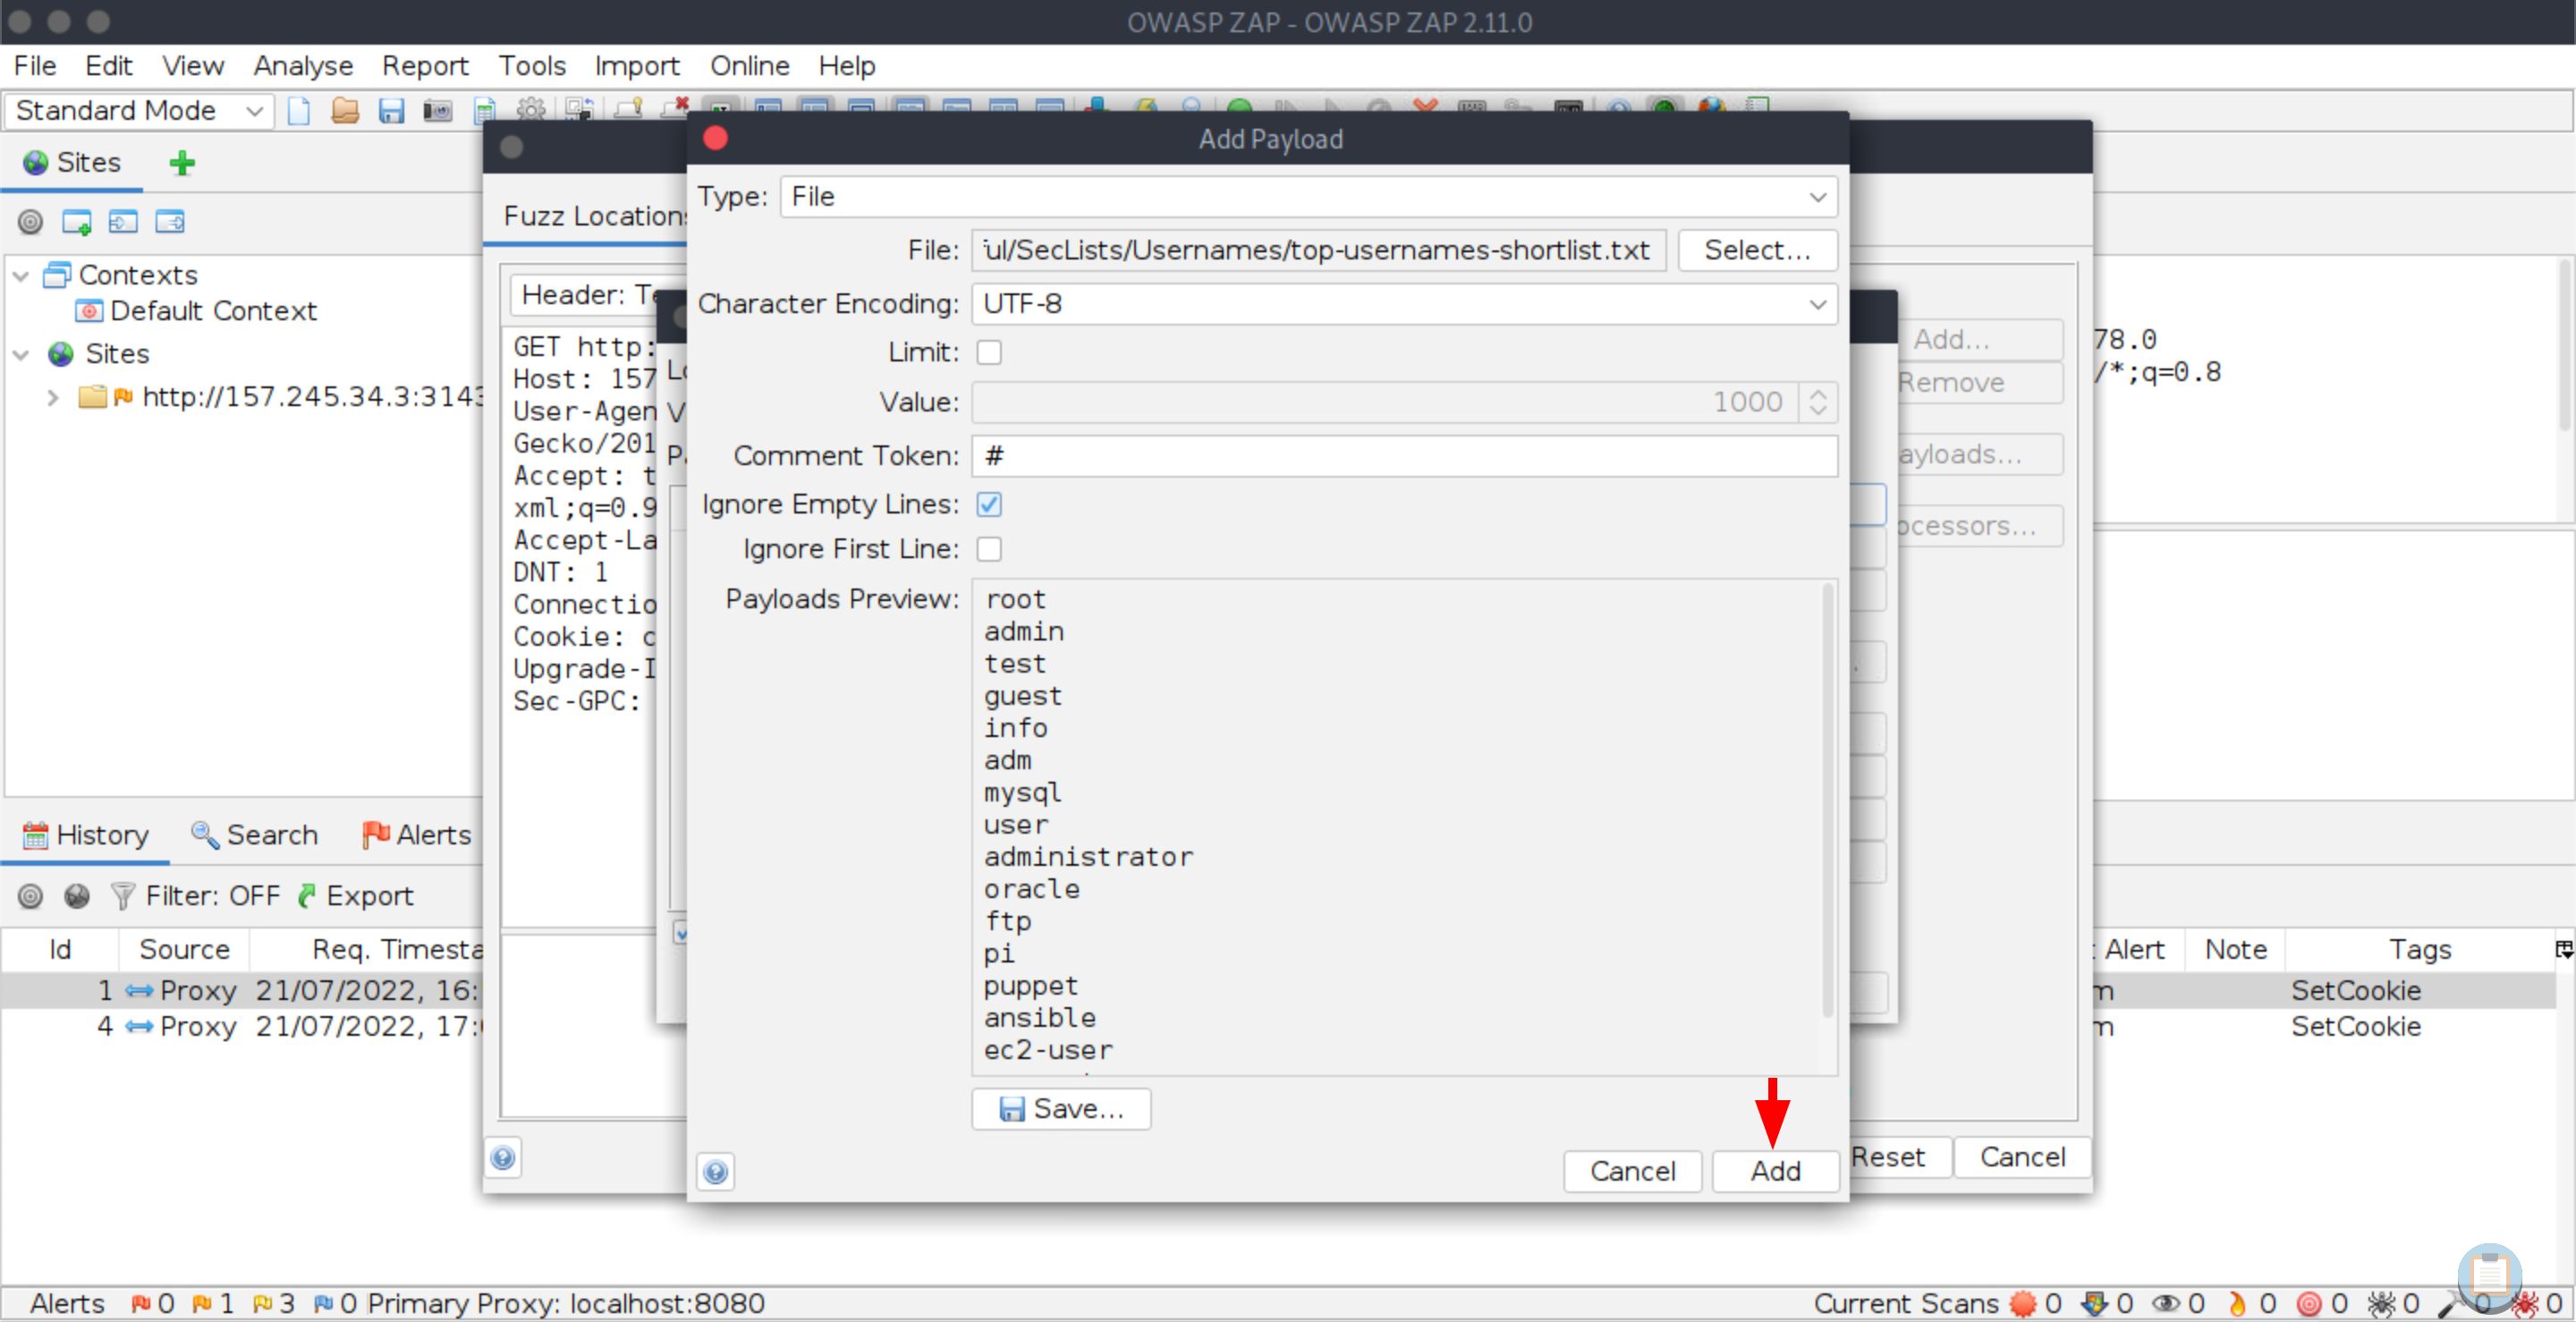 OWASP ZAP - OWASP ZAP 2.11.0
File Edit View Analyse Report Tools Import Online Help
Standard Mode
Sites
Contexts
Default Context
Sites
http://157.245.34.3:3143
Fuzz Locations
Header: Te
GET http:
Host: 157
User-Agen
Gecko/201
Accept: t
xml;q=0.9
Accept-La
DNT: 1
Connectio
Cookie: c
Upgrade-I
Sec-GPC:
Add Payload
Type: File
File: ul/SecLists/Usernames/top-usernames-shortlist.txt Select...
Character Encoding: UTF-8
Limit:
Value: 1000
Comment Token: #
Ignore Empty Lines:
Ignore First Line:
Payloads Preview: root
admin
test
guest
info
adm
mysql
user
administrator
oracle
ftp
pi
puppet
ansible
ec2-user
Save...
Cancel Add
Add...
Remove
ayloads...
ocessors...
Reset Cancel
78.0
/*;q=0.8
History Search Alerts
Filter: OFF Export
Id Source Req. Timesta Alert Note Tags
1 Proxy 21/07/2022, 16: m SetCookie
4 Proxy 21/07/2022, 17: m SetCookie
Alerts 0 1 3 0 Primary Proxy: localhost:8080 Current Scans 0 0 0 0 0 0 0 0